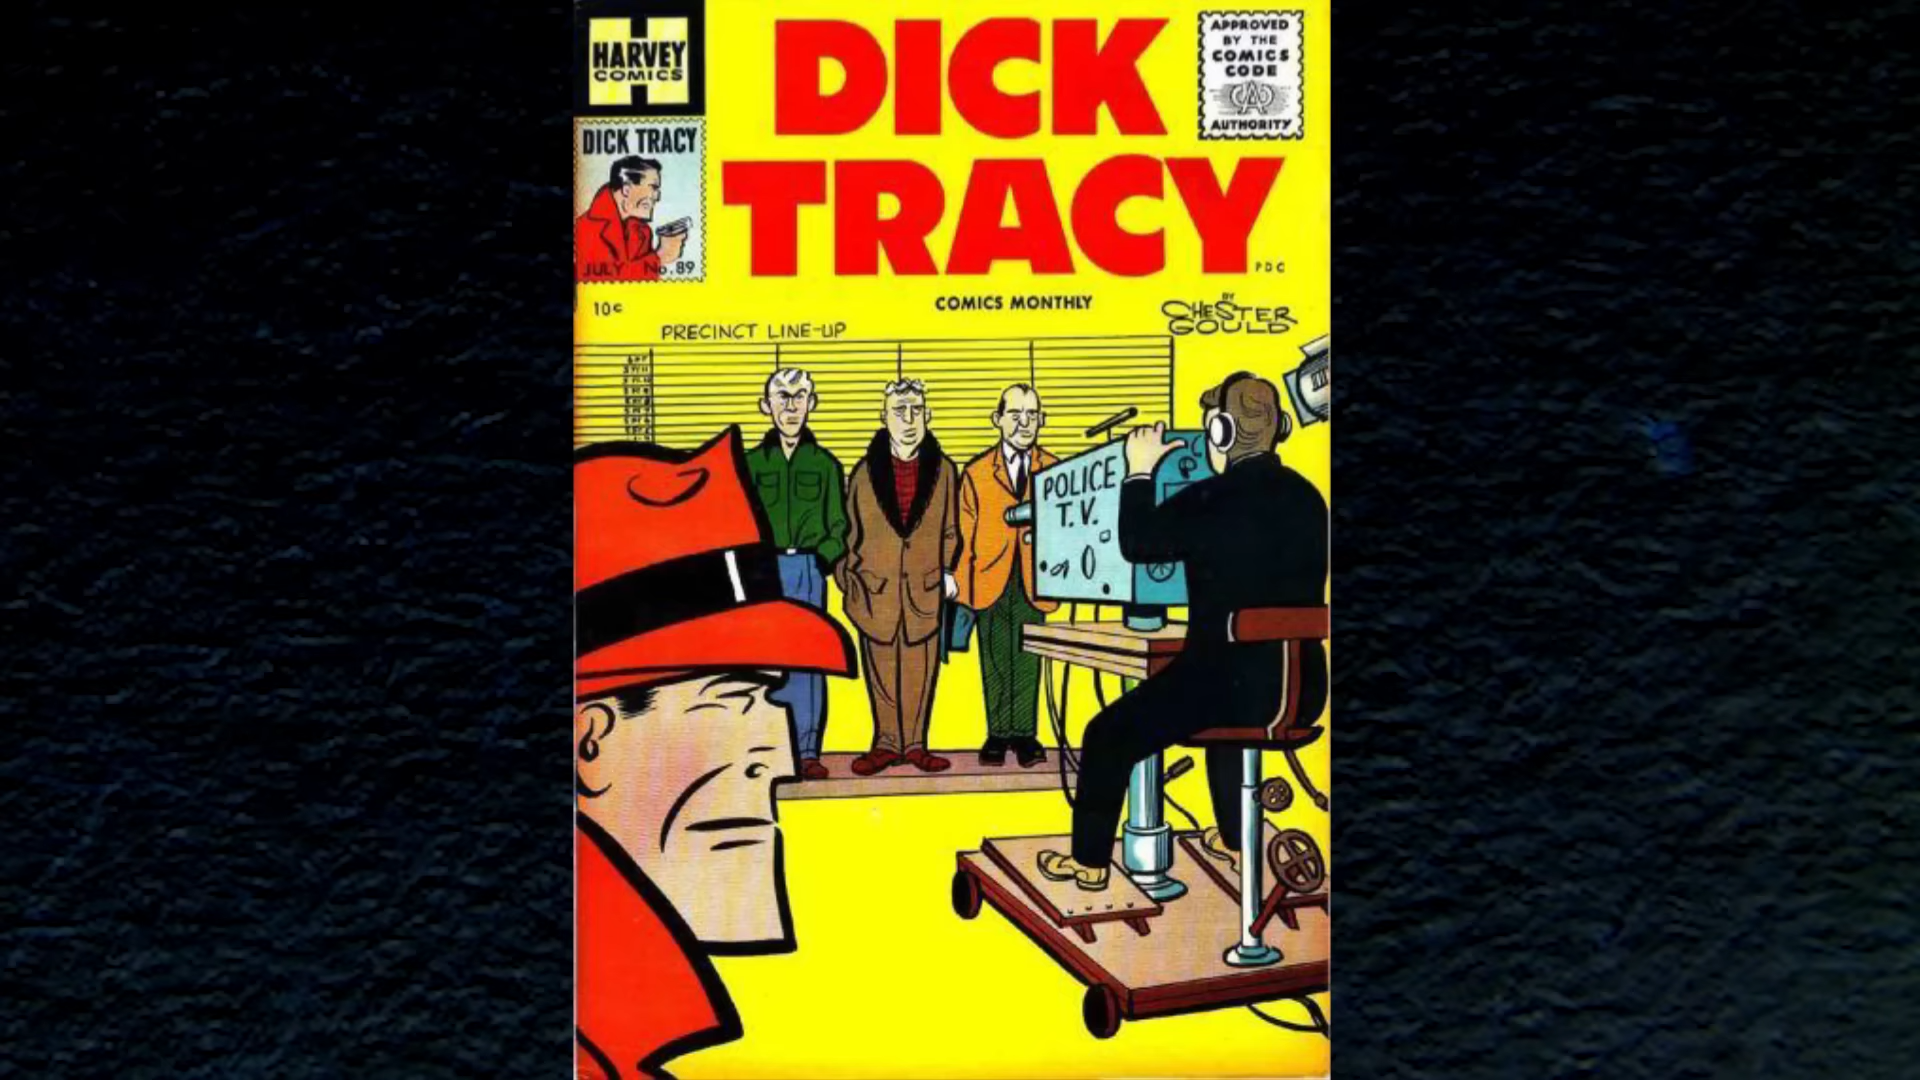 HARVEY
COMICS
DICK
TRACY
APPROVED
BY THE
COMICS
CODE
AUTHORITY
DICK TRACY
JULY No.89
PDC
10¢
COMICS MONTHLY
BY
CHESTER
GOULD
PRECINCT LINE-UP
POLICE
T.V.